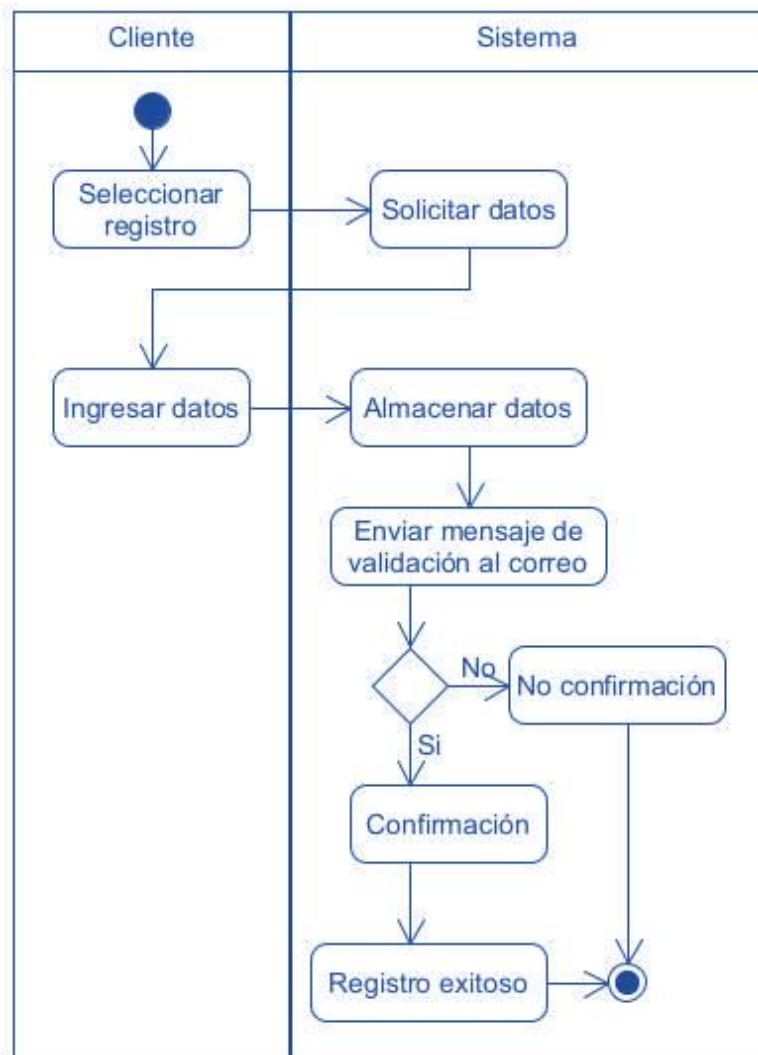 Cliente
Sistema
Seleccionar
registro
Solicitar datos
Ingresar datos
Almacenar datos
Enviar mensaje de
validación al correo
No
No confirmación
Si
Confirmación
Registro exitoso